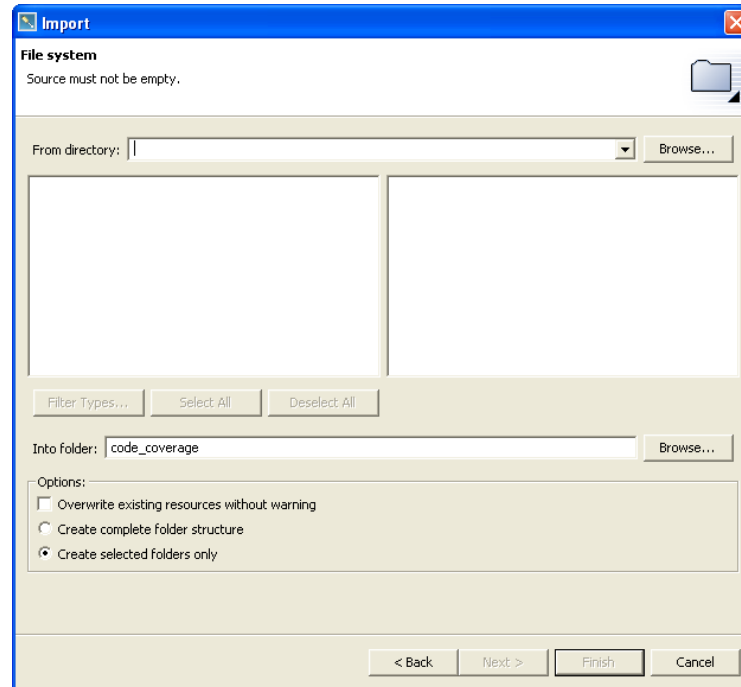 Import
File system
Source must not be empty.
From directory:
Browse...
Filter Types...
Select All
Deselect All
Into folder: code_coverage
Browse...
Options:
Overwrite existing resources without warning
Create complete folder structure
Create selected folders only
< Back
Next >
Finish
Cancel